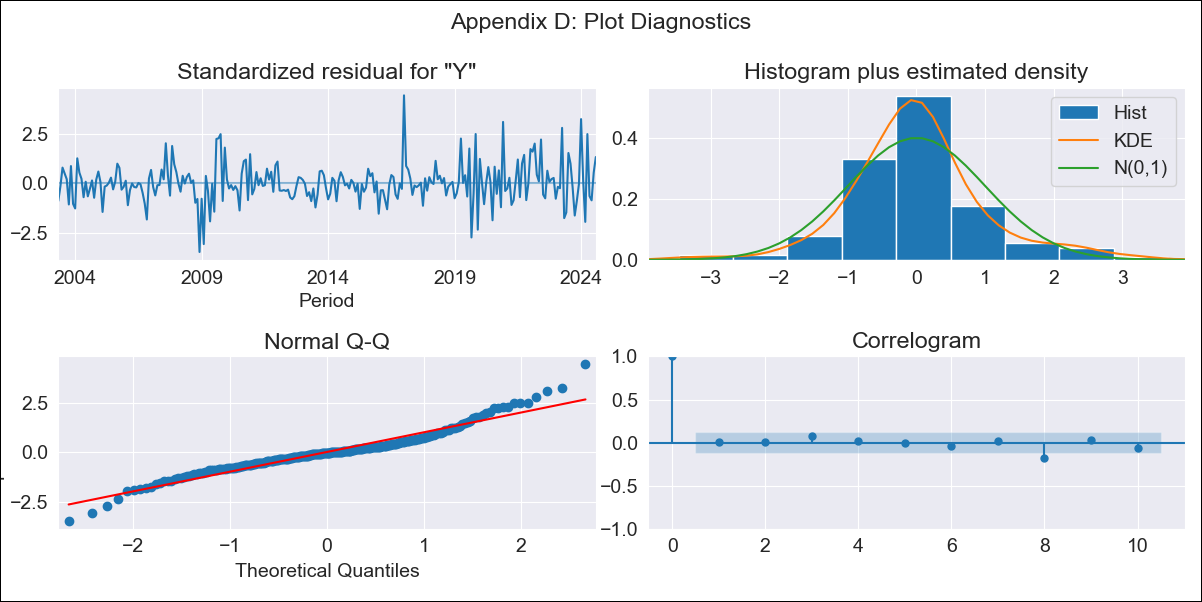 Appendix D: Plot Diagnostics
Standardized residual for "Y"
2.5
0.0
−2.5
2004 2009 2014 2019 2024
Period
Histogram plus estimated density
Hist
KDE
N(0,1)
0.4
0.2
0.0
−3 −2 −1 0 1 2 3
Normal Q-Q
2.5
0.0
−2.5
−2 −1 0 1 2
Theoretical Quantiles
Correlogram
1.0
0.5
0.0
−0.5
−1.0
0 2 4 6 8 10